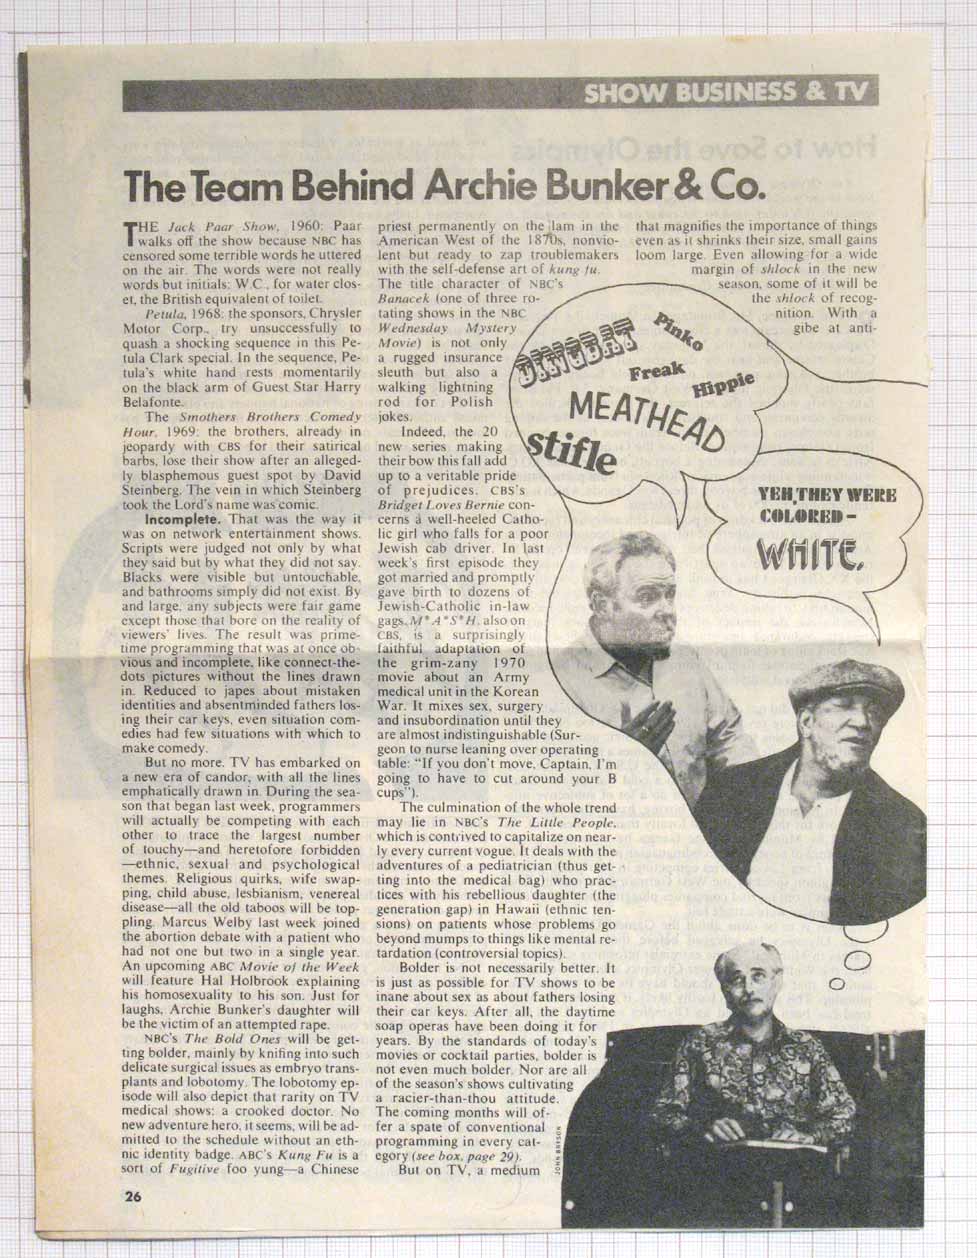 SHOW BUSINESS & TV
The Team Behind Archie Bunker & Co.
THE Jack Paar Show, 1960: Paar
walks off the show because NBC has
censored some terrible words he uttered
on the air. The words were not really
words but initials: W.C., for water clos-
et, the British equivalent of toilet.
Petula, 1968: the sponsors, Chrysler
Motor Corp., try unsuccessfully to
quash a shocking sequence in this Pe-
tula Clark special. In the sequence, Pe-
tula's white hand rests momentarily
on the black arm of Guest Star Harry
Belafonte.
The Smothers Brothers Comedy
Hour, 1969: the brothers, already in
jeopardy with CBS for their satirical
barbs, lose their show after an alleged-
ly blasphemous guest spot by David
Steinberg. The vein in which Steinberg
took the Lord's name was comic.
Incomplete. That was the way it
was on network entertainment shows.
Scripts were judged not only by what
they said but by what they did not say.
Blacks were visible but untouchable,
and bathrooms simply did not exist. By
and large, any subjects were fair game
except those that bore on the reality of
viewers' lives. The result was prime-
time programming that was at once ob-
vious and incomplete, like connect-the-
dots pictures without the lines drawn
in. Reduced to japes about mistaken
identities and absentminded fathers los-
ing their car keys, even situation com-
edies had few situations with which to
make comedy.
But no more. TV has embarked on
a new era of candor, with all the lines
emphatically drawn in. During the sea-
son that began last week, programmers
will actually be competing with each
other to trace the largest number
of touchy—and heretofore forbidden
—ethnic, sexual and psychological
themes. Religious quirks, wife swap-
ping, child abuse, lesbianism, venereal
disease—all the old taboos will be top-
pling. Marcus Welby last week joined
the abortion debate with a patient who
had not one but two in a single year.
An upcoming ABC Movie of the Week
will feature Hal Holbrook explaining
his homosexuality to his son. Just for
laughs, Archie Bunker's daughter will
be the victim of an attempted rape.
NBC's The Bold Ones will be get-
ting bolder, mainly by knifing into such
delicate surgical issues as embryo trans-
plants and lobotomy. The lobotomy ep-
isode will also depict that rarity on TV
medical shows: a crooked doctor. No
new adventure hero, it seems, will be ad-
mitted to the schedule without an eth-
nic identity badge. ABC's Kung Fu is a
sort of Fugitive foo yung—a Chinese
priest permanently on the lam in the
American West of the 1870s, nonvio-
lent but ready to zap troublemakers
with the self-defense art of kung fu.
The title character of NBC's
Banacek (one of three ro-
tating shows in the NBC
Wednesday Mystery
Movie) is not only
a rugged insurance
sleuth but also a
walking lightning
rod for Polish
jokes.
Indeed, the 20
new series making
their bow this fall add
up to a veritable pride
of prejudices. CBS's
Bridget Loves Bernie con-
cerns a well-heeled Catho-
lic girl who falls for a poor
Jewish cab driver. In last
week's first episode they
got married and promptly
gave birth to dozens of
Jewish-Catholic in-law
gags. M*A*S*H, also on
CBS, is a surprisingly
faithful adaptation of
the grim-zany 1970
movie about an Army
medical unit in the Korean
War. It mixes sex, surgery
and insubordination until they
are almost indistinguishable (Sur-
geon to nurse leaning over operating
table: "If you don't move, Captain, I'm
going to have to cut around your B
cups").
The culmination of the whole trend
may lie in NBC's The Little People,
which is contrived to capitalize on near-
ly every current vogue. It deals with the
adventures of a pediatrician (thus get-
ting into the medical bag) who prac-
tices with his rebellious daughter (the
generation gap) in Hawaii (ethnic ten-
sions) on patients whose problems go
beyond mumps to things like mental re-
tardation (controversial topics).
Bolder is not necessarily better. It
is just as possible for TV shows to be
inane about sex as about fathers losing
their car keys. After all, the daytime
soap operas have been doing it for
years. By the standards of today's
movies or cocktail parties, bolder is
not even much bolder. Nor are all
of the season's shows cultivating
a racier-than-thou attitude.
The coming months will of-
fer a spate of conventional
programming in every cat-
egory (see box, page 29).
But on TV, a medium
that magnifies the importance of things
even as it shrinks their size, small gains
loom large. Even allowing for a wide
margin of shlock in the new
season, some of it will be
the shlock of recog-
nition. With a
gibe at anti-
DINGBAT
Pinko
Freak
Hippie
MEATHEAD
stifle
YEH, THEY WERE
COLORED-
WHITE.
JOHN BRYSON
26